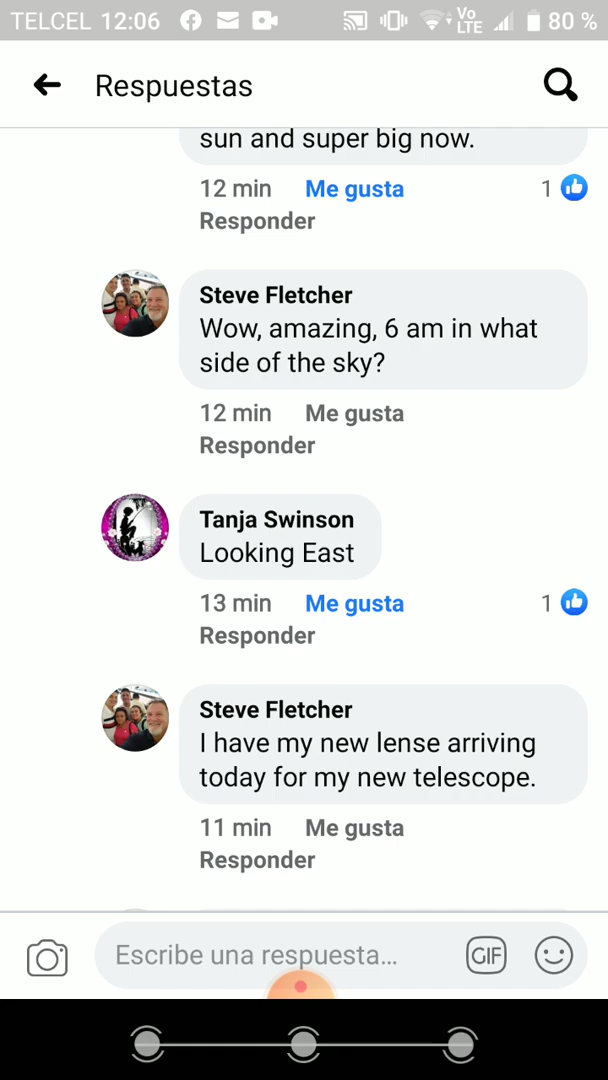 TELCEL 12:06 Vo LTE 80 %
Respuestas
sun and super big now.
12 min Me gusta 1
Responder
Steve Fletcher
Wow, amazing, 6 am in what
side of the sky?
12 min Me gusta
Responder
Tanja Swinson
Looking East
13 min Me gusta 1
Responder
Steve Fletcher
I have my new lense arriving
today for my new telescope.
11 min Me gusta
Responder
Escribe una respuesta... GIF